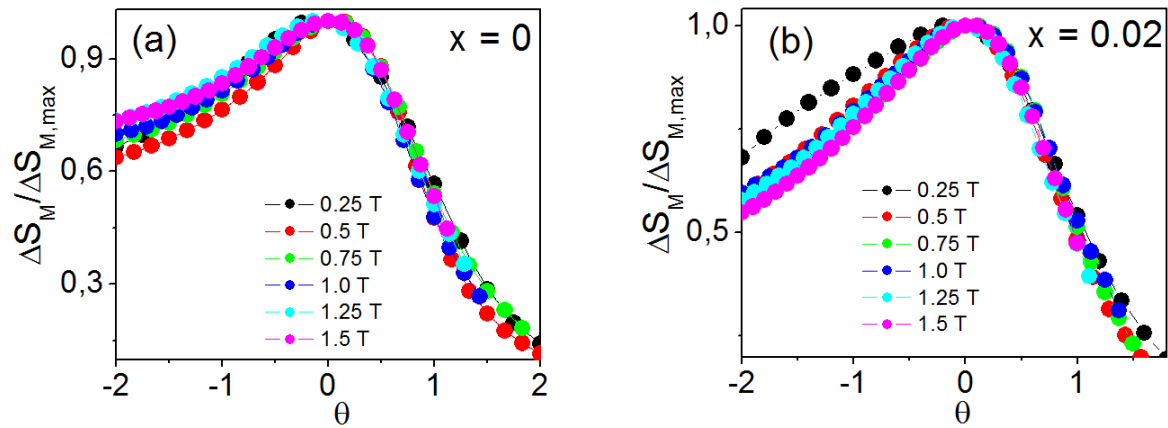 (a)
x = 0
ΔS_M/ΔS_M,max
0,9
0,6
0,3
0.25 T
0.5 T
0.75 T
1.0 T
1.25 T
1.5 T
-2
-1
0
1
2
θ
(b)
x = 0.02
ΔS_M/ΔS_M,max
1,0
0,5
0.25 T
0.5 T
0.75 T
1.0 T
1.25 T
1.5 T
-2
-1
0
1
θ